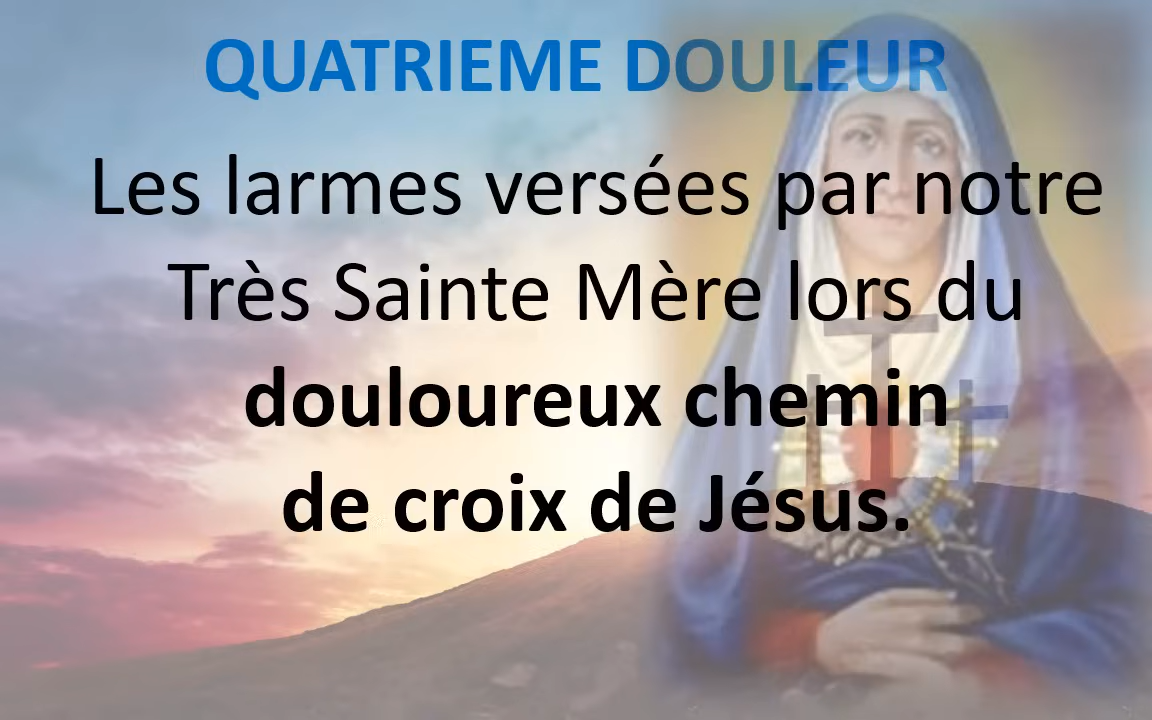 QUATRIEME DOULEUR
Les larmes versées par notre
Très Sainte Mère lors du
douloureux chemin
de croix de Jésus.